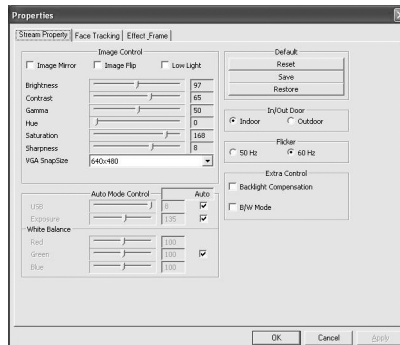 Properties
Stream Property Face Tracking Effect_Frame
Image Control
Image Mirror Image Flip Low Light
Brightness 97
Contrast 65
Gamma 50
Hue 0
Saturation 168
Sharpness 8
VGA SnapSize 640x480
Auto Mode Control Auto
USB 8
Exposure 135
White Balance
Red 100
Green 100
Blue 100
Default
Reset
Save
Restore
In/Out Door
Indoor Outdoor
Flicker
50 Hz 60 Hz
Extra Control
Backlight Compensation
B/W Mode
OK Cancel Apply